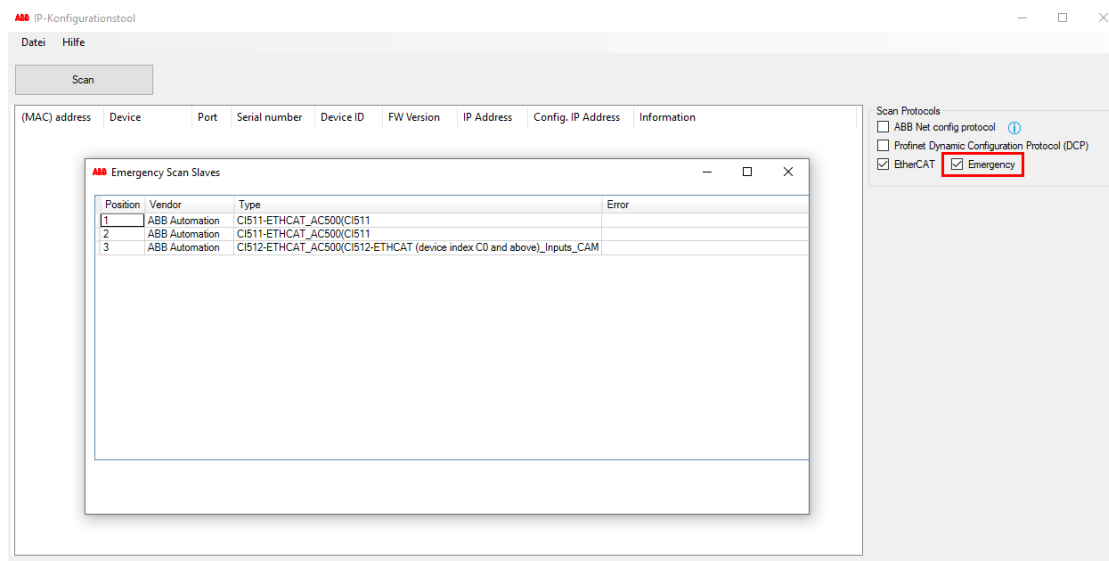 ABB IP-Konfigurationstool
Datei Hilfe
Scan
(MAC) address Device Port Serial number Device ID FW Version IP Address Config. IP Address Information
Scan Protocols
ABB Net config protocol
Profinet Dynamic Configuration Protocol (DCP)
EtherCAT Emergency
ABB Emergency Scan Slaves
Position Vendor Type Error
1 ABB Automation CI511-ETHCAT_AC500(CI511
2 ABB Automation CI511-ETHCAT_AC500(CI511
3 ABB Automation CI512-ETHCAT_AC500(CI512-ETHCAT (device index C0 and above)_Inputs_CAM